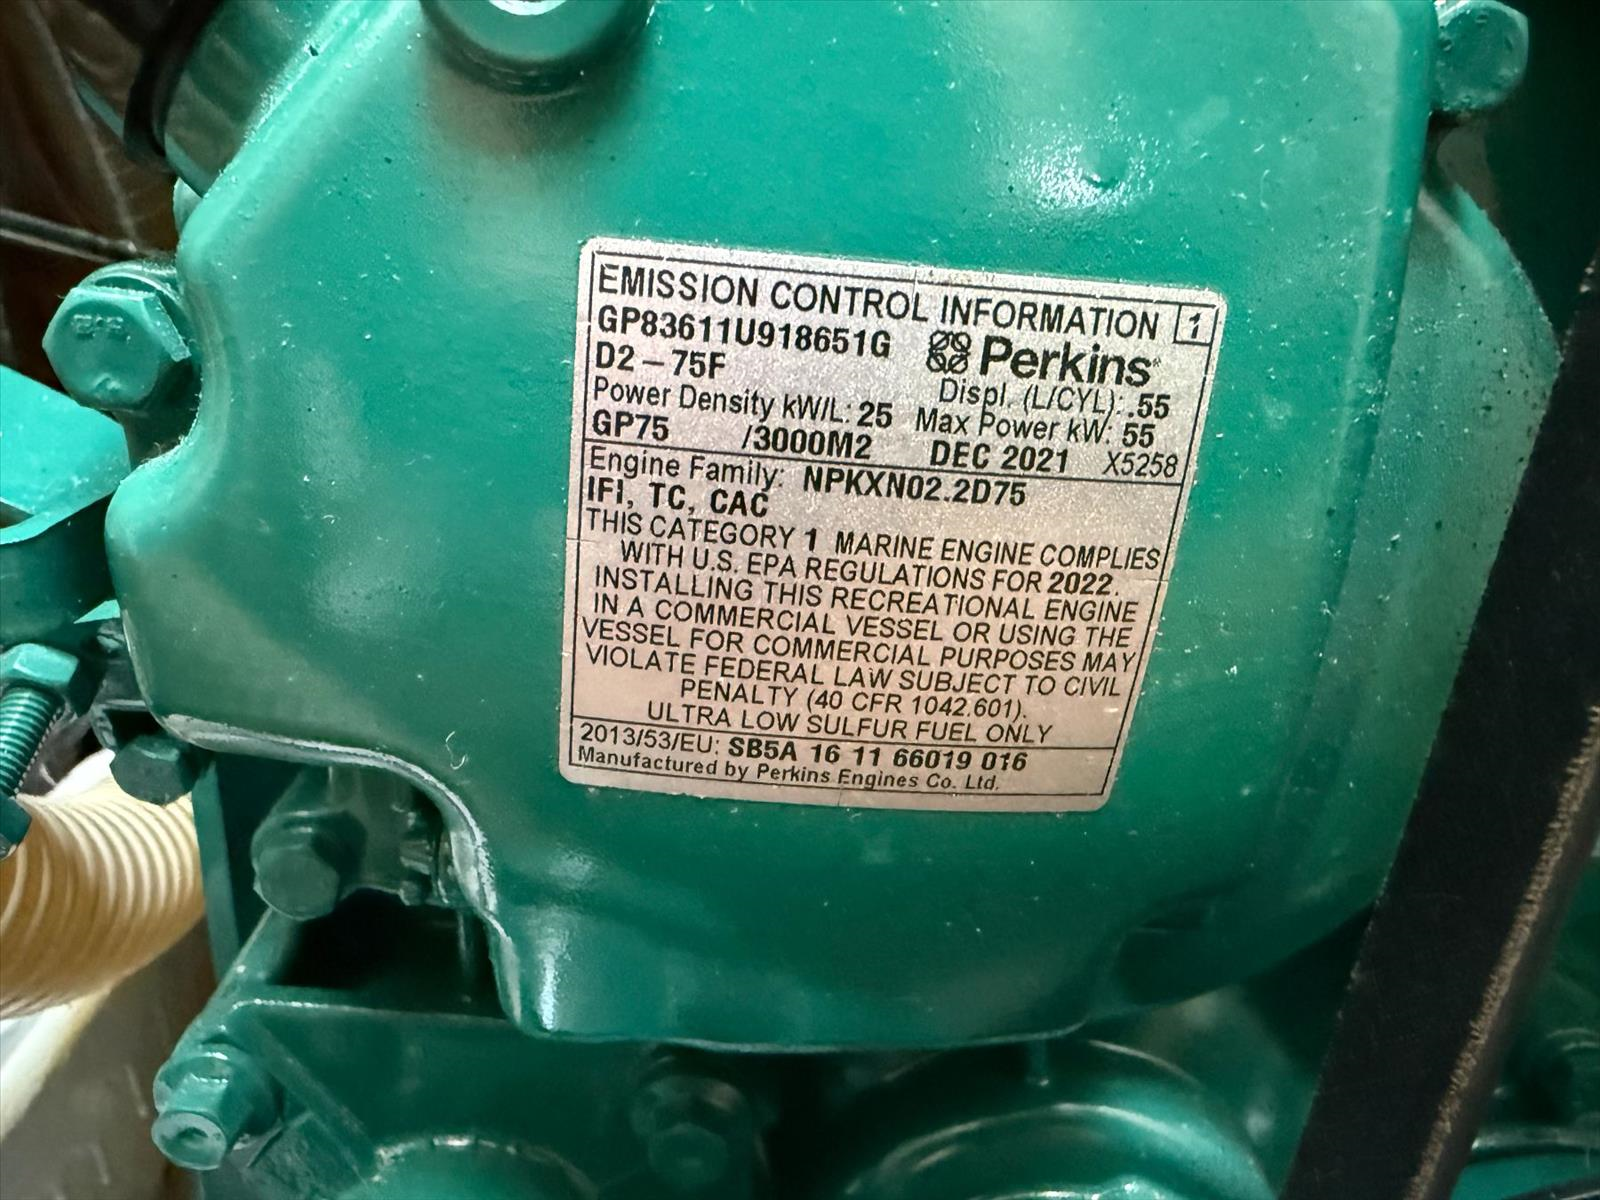 EMISSION CONTROL INFORMATION 1
GP83611U918651G Perkins
D2-75F Displ. (L/CYL): .55
Power Density kW/L: 25 Max Power kW: 55
GP75 /3000M2 DEC 2021 X5258
Engine Family: NPKXN02.2D75
IFI, TC, CAC
THIS CATEGORY 1 MARINE ENGINE COMPLIES
WITH U.S. EPA REGULATIONS FOR 2022.
INSTALLING THIS RECREATIONAL ENGINE
IN A COMMERCIAL VESSEL OR USING THE
VESSEL FOR COMMERCIAL PURPOSES MAY
VIOLATE FEDERAL LAW SUBJECT TO CIVIL
PENALTY (40 CFR 1042.601).
ULTRA LOW SULFUR FUEL ONLY
2013/53/EU: SB5A 16 11 66019 016
Manufactured by Perkins Engines Co. Ltd.